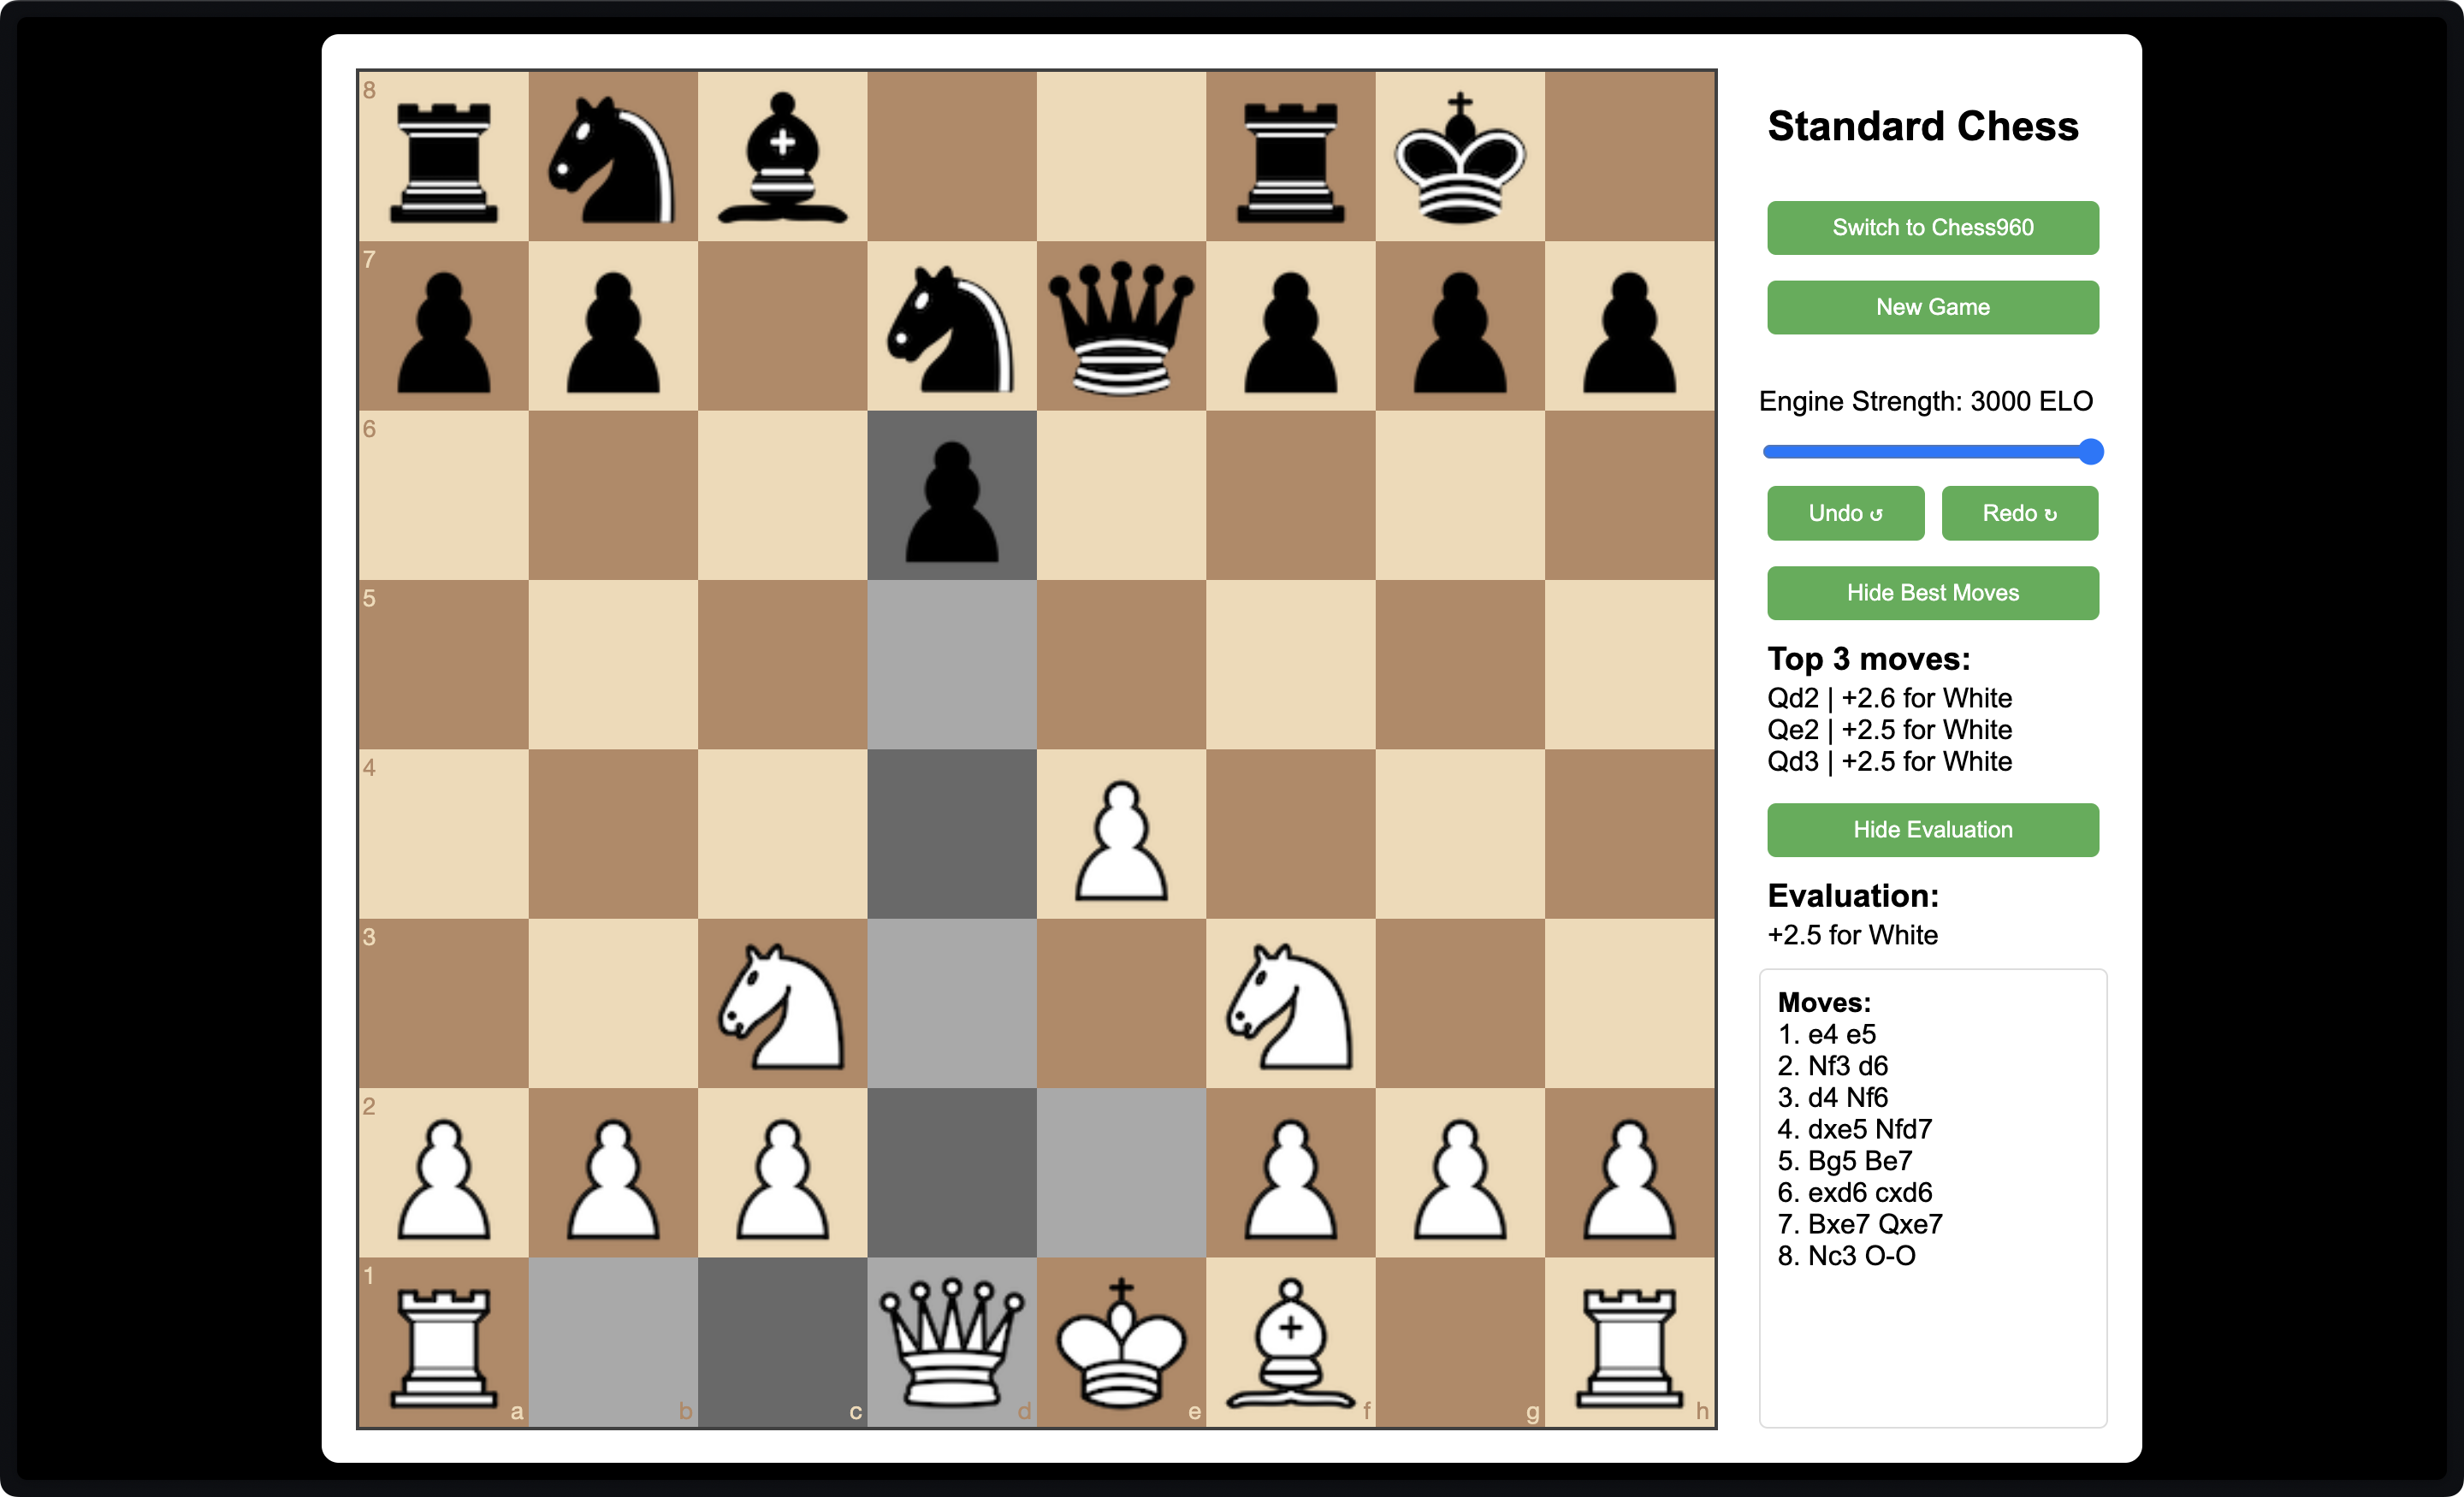 8
7
6
5
4
3
2
1
a b c d e f g h
Standard Chess
Switch to Chess960
New Game
Engine Strength: 3000 ELO
Undo ↺ Redo ↻
Hide Best Moves
Top 3 moves:
Qd2 | +2.6 for White
Qe2 | +2.5 for White
Qd3 | +2.5 for White
Hide Evaluation
Evaluation:
+2.5 for White
Moves:
1. e4 e5
2. Nf3 d6
3. d4 Nf6
4. dxe5 Nfd7
5. Bg5 Be7
6. exd6 cxd6
7. Bxe7 Qxe7
8. Nc3 O-O